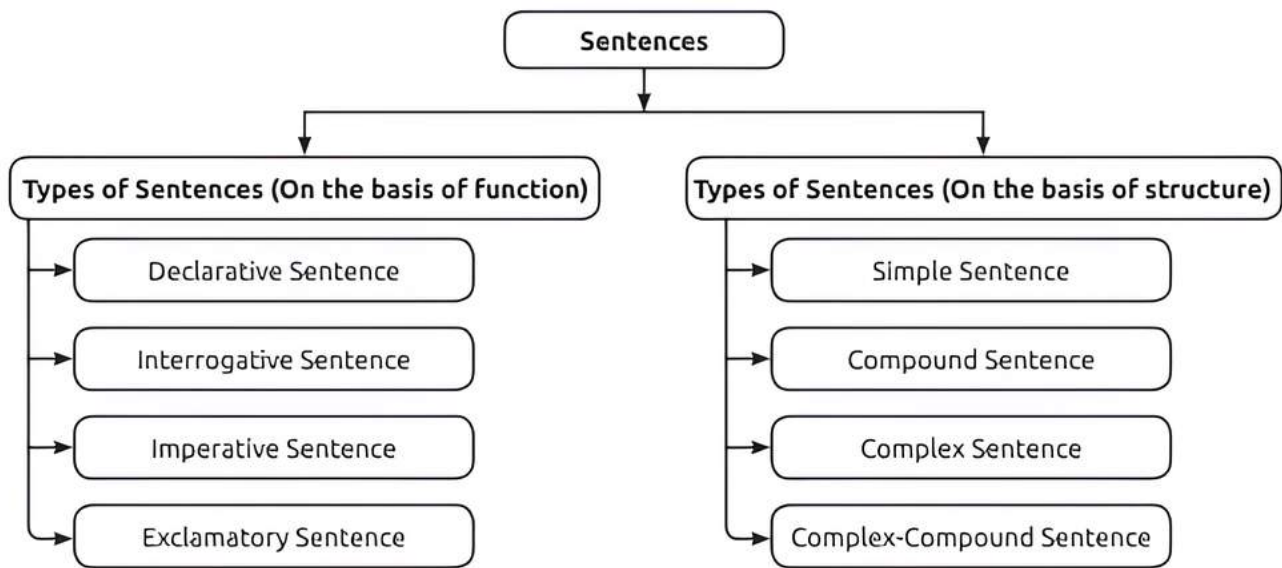 Sentences
Types of Sentences (On the basis of function)
Declarative Sentence
Interrogative Sentence
Imperative Sentence
Exclamatory Sentence
Types of Sentences (On the basis of structure)
Simple Sentence
Compound Sentence
Complex Sentence
Complex-Compound Sentence